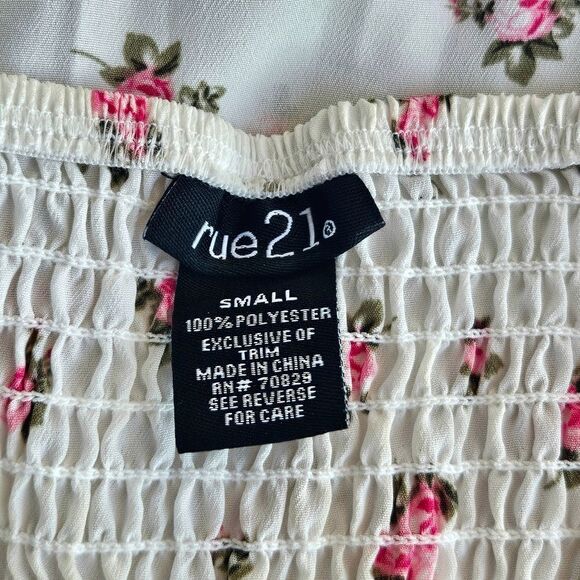 rue21®
SMALL
100% POLYESTER
EXCLUSIVE OF
TRIM
MADE IN CHINA
RN# 70829
SEE REVERSE
FOR CARE